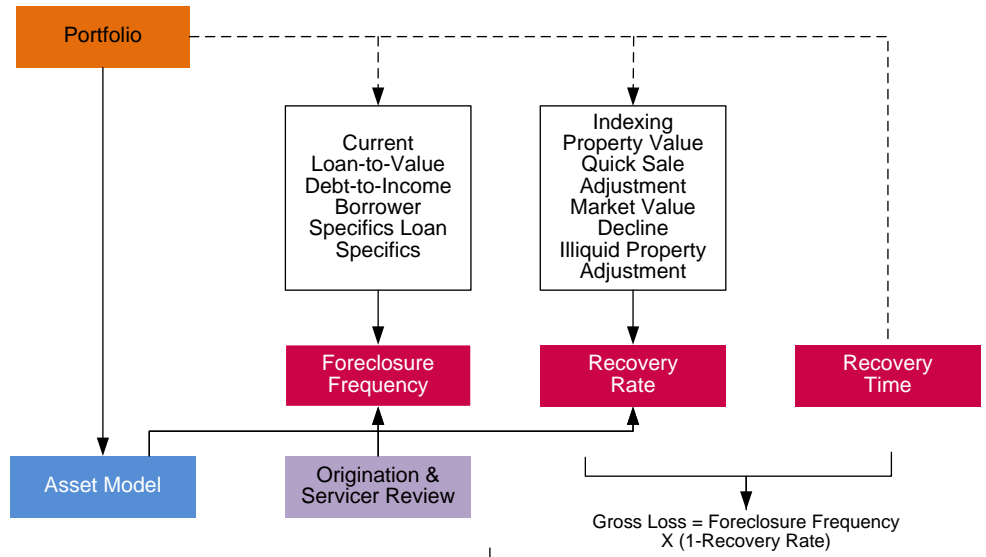 Portfolio
Current
Loan-to-Value
Debt-to-Income
Borrower
Specifics Loan
Specifics
Indexing
Property Value
Quick Sale
Adjustment
Market Value
Decline
Illiquid Property
Adjustment
Foreclosure
Frequency
Recovery
Rate
Recovery
Time
Asset Model
Origination &
Servicer Review
Gross Loss = Foreclosure Frequency
X (1-Recovery Rate)